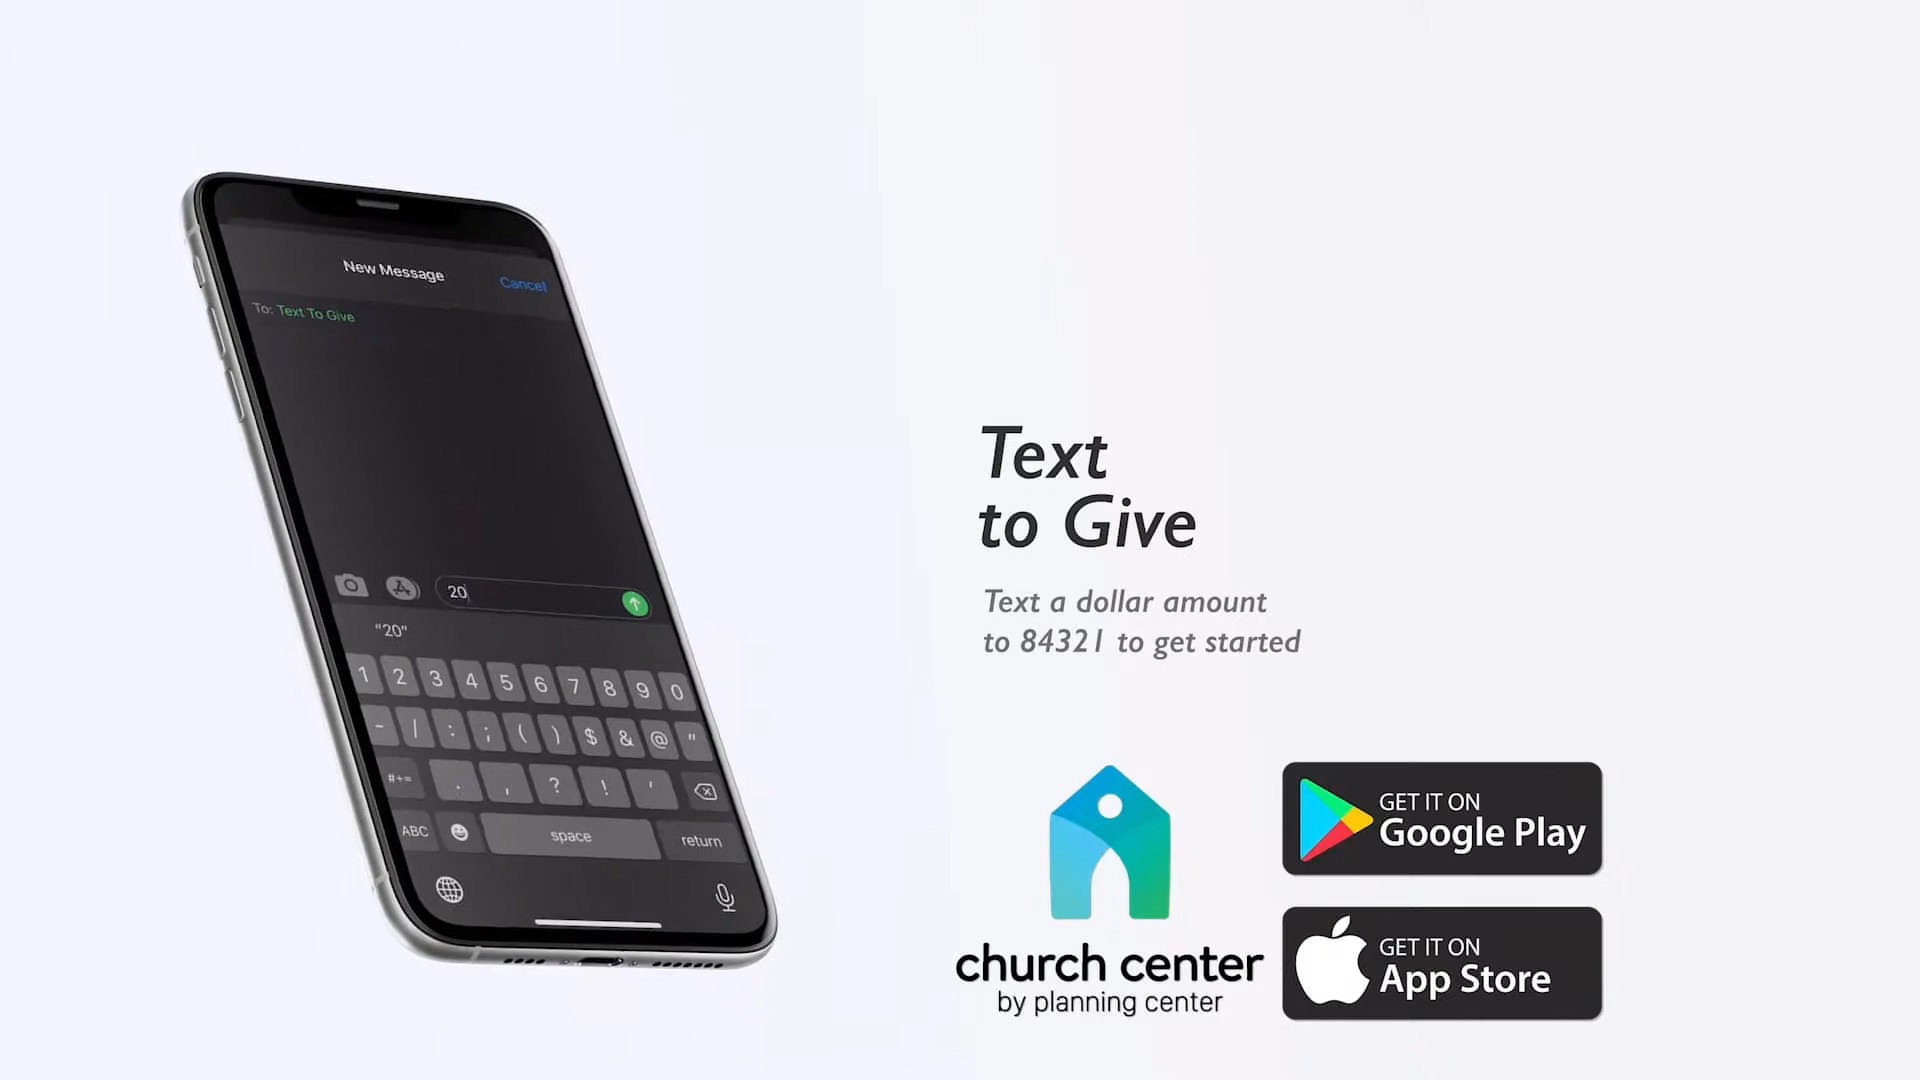 New Message
Cancel
To: Text To Give
20
"20"
1 2 3 4 5 6 7 8 9 0
- / : ; ( ) $ & @ "
#+= . , ? ! '
ABC space return
Text
to Give
Text a dollar amount
to 84321 to get started
church center
by planning center
GET IT ON
Google Play
GET IT ON
App Store